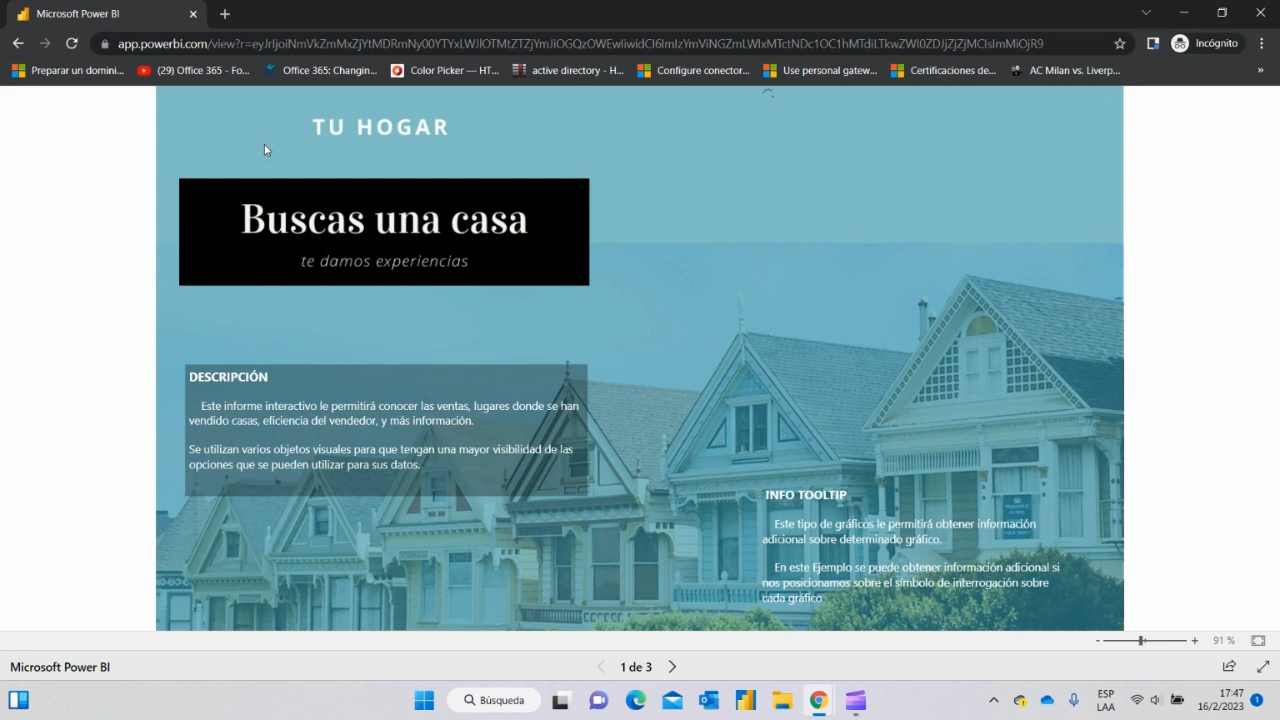 Microsoft Power BI
app.powerbi.com/view?r=eyJrIjoiNmVkZmMxZjYtMDRmNy00YTYxLWJlOTMtZTZjYmJiOGQzOWEwIiwidCI6ImIzYmViNGZmLWIxMTctNDc1OC1hMTdiLTkwZWI0ZDJjZjZjMCIsImMiOjR9
Incógnito
Preparar un domini...
(29) Office 365 - Fo...
Office 365: Changin...
Color Picker — HT...
active directory - H...
Configure conector...
Use personal gatew...
Certificaciones de...
AC Milan vs. Liverp...
»
TU HOGAR
Buscas una casa
te damos experiencias
DESCRIPCIÓN
Este informe interactivo le permitirá conocer las ventas, lugares donde se han
vendido casas, eficiencia del vendedor, y más información.
Se utilizan varios objetos visuales para que tengan una mayor visibilidad de las
opciones que se pueden utilizar para sus datos.
INFO TOOLTIP
Este tipo de gráficos le permitirá obtener información
adicional sobre determinado gráfico.
En este Ejemplo se puede obtener información adicional si
nos posicionamos sobre el símbolo de interrogación sobre
cada gráfico
- + 91 %
Microsoft Power BI
1 de 3
Búsqueda
ESP
LAA
17:47
16/2/2023
1